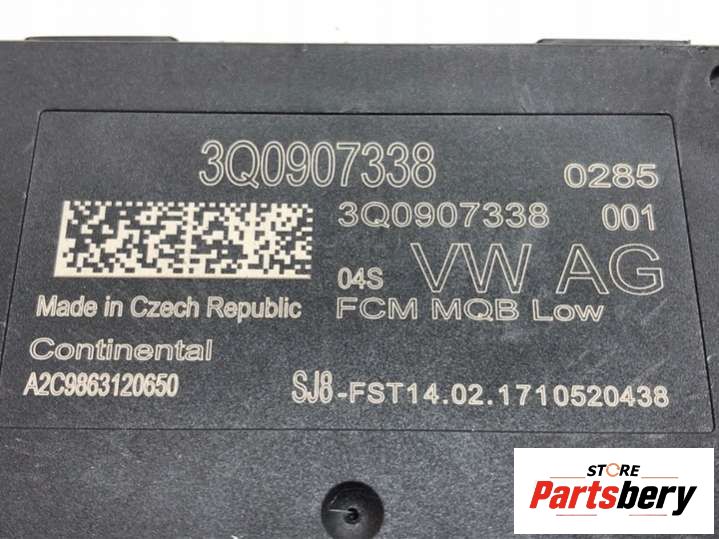 3Q0907338
0285
3Q0907338 001
04S VW AG
Made in Czech Republic FCM MQB Low
Continental
A2C9863120650 SJ8-FST14.02.1710520438
STORE
Partsbery